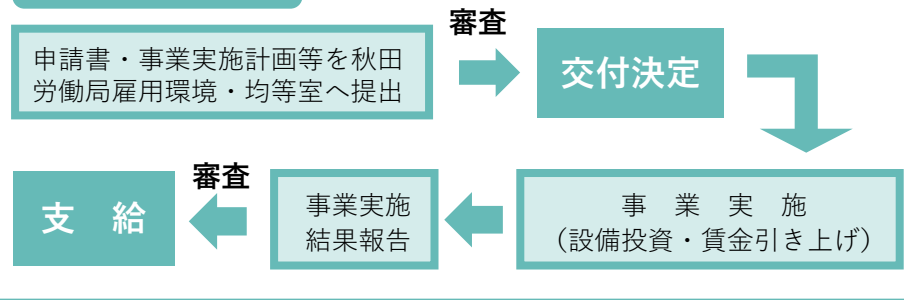 申請書・事業実施計画等を秋田
労働局雇用環境・均等室へ提出
審査
交付決定
事　業　実　施
（設備投資・賃金引き上げ）
事業実施
結果報告
審査
支　給